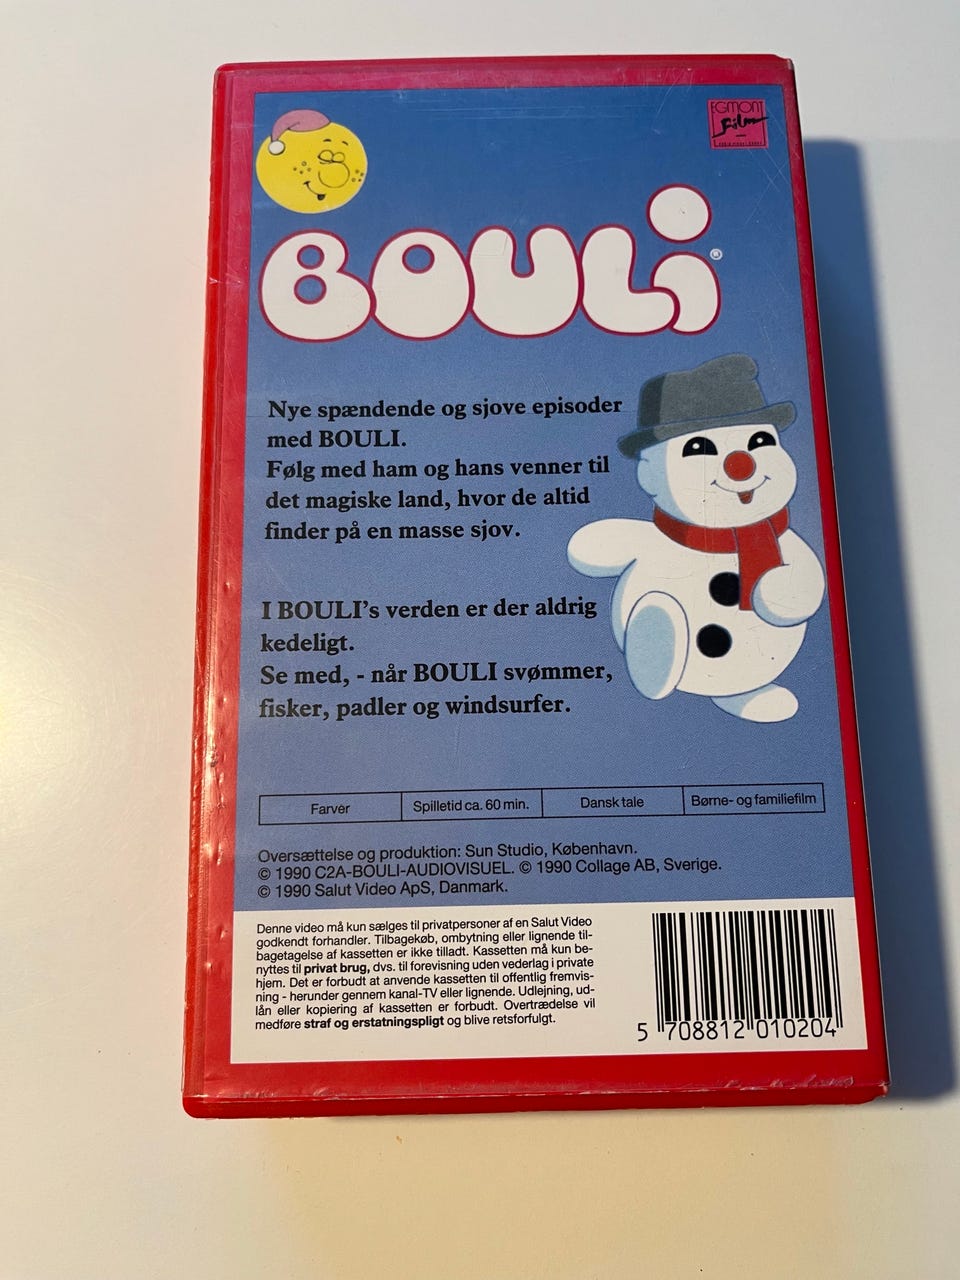 EGMONT
Film
BOULi®
Nye spændende og sjove episoder
med BOULI.
Følg med ham og hans venner til
det magiske land, hvor de altid
finder på en masse sjov.
I BOULI's verden er der aldrig
kedeligt.
Se med, - når BOULI svømmer,
fisker, padler og windsurfer.
Farver Spilletid ca. 60 min. Dansk tale Børne- og familiefilm
Oversættelse og produktion: Sun Studio, København.
© 1990 C2A-BOULI-AUDIOVISUEL. © 1990 Collage AB, Sverige.
© 1990 Salut Video ApS, Danmark.
Denne video må kun sælges til privatpersoner af en Salut Video
godkendt forhandler. Tilbagekøb, ombytning eller lignende til-
bagetagelse af kassetten er ikke tilladt. Kassetten må kun be-
nyttes til privat brug, dvs. til forevisning uden vederlag i private
hjem. Det er forbudt at anvende kassetten til offentlig fremvis-
ning - herunder gennem kanal-TV eller lignende. Udlejning, ud-
lån eller kopiering af kassetten er forbudt. Overtrædelse vil
medføre straf og erstatningspligt og blive retsforfulgt.
5 708812 010204